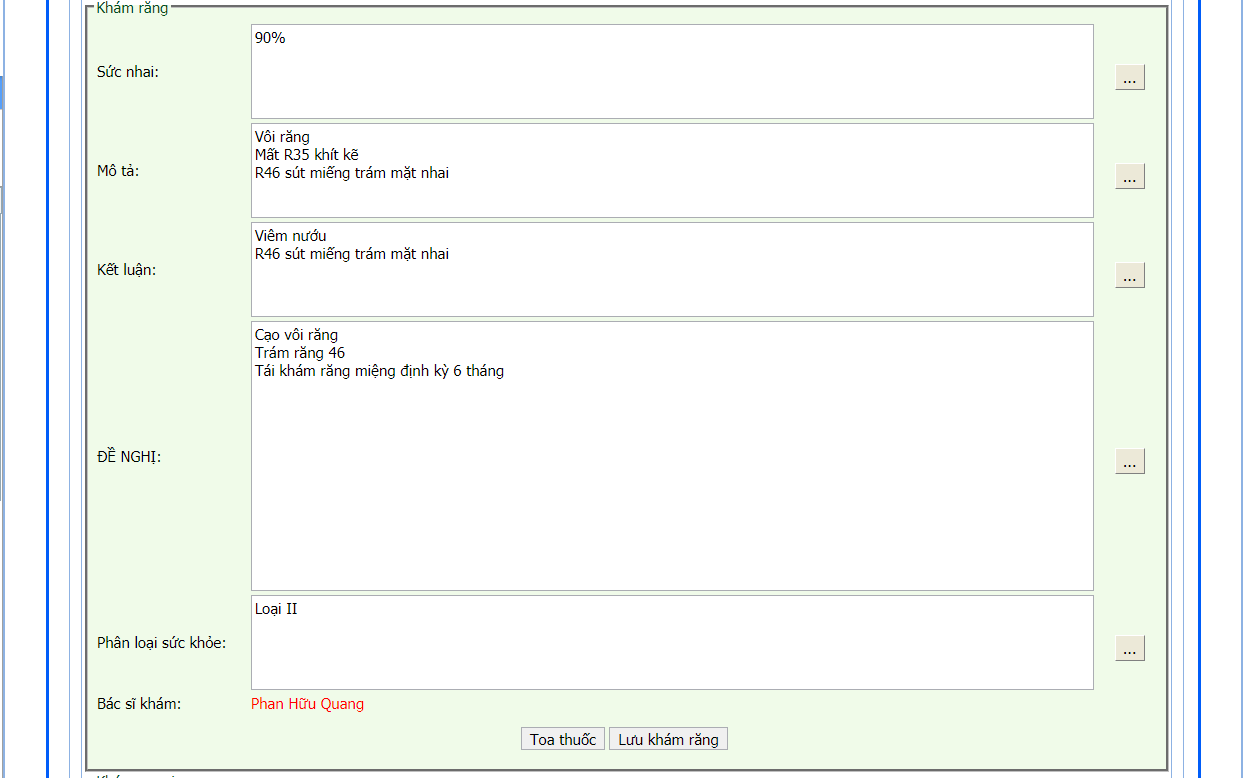 Khám răng
Sức nhai:
90%
...
Mô tả:
Vôi răng
Mất R35 khít kẽ
R46 sút miếng trám mặt nhai
...
Kết luận:
Viêm nướu
R46 sút miếng trám mặt nhai
...
ĐỀ NGHỊ:
Cạo vôi răng
Trám răng 46
Tái khám răng miệng định kỳ 6 tháng
...
Phân loại sức khỏe:
Loại II
...
Bác sĩ khám:
Phan Hữu Quang
Toa thuốc
Lưu khám răng